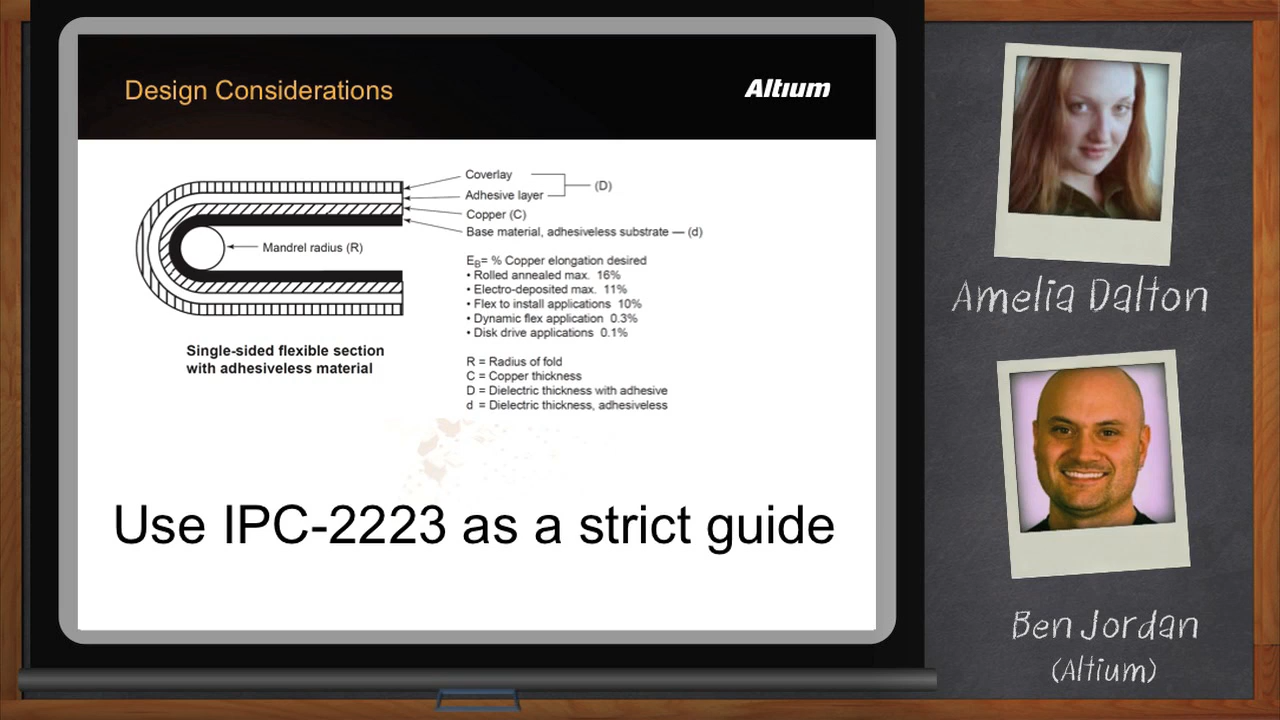 Design Considerations
Altium
Coverlay
(D)
Adhesive layer
Copper (C)
Base material, adhesiveless substrate — (d)
Mandrel radius (R)
EB= % Copper elongation desired
• Rolled annealed max. 16%
• Electro-deposited max. 11%
• Flex to install applications 10%
• Dynamic flex application 0.3%
• Disk drive applications 0.1%
Single-sided flexible section
with adhesiveless material
R = Radius of fold
C = Copper thickness
D = Dielectric thickness with adhesive
d = Dielectric thickness, adhesiveless
Use IPC-2223 as a strict guide
Amelia Dalton
Ben Jordan
(Altium)